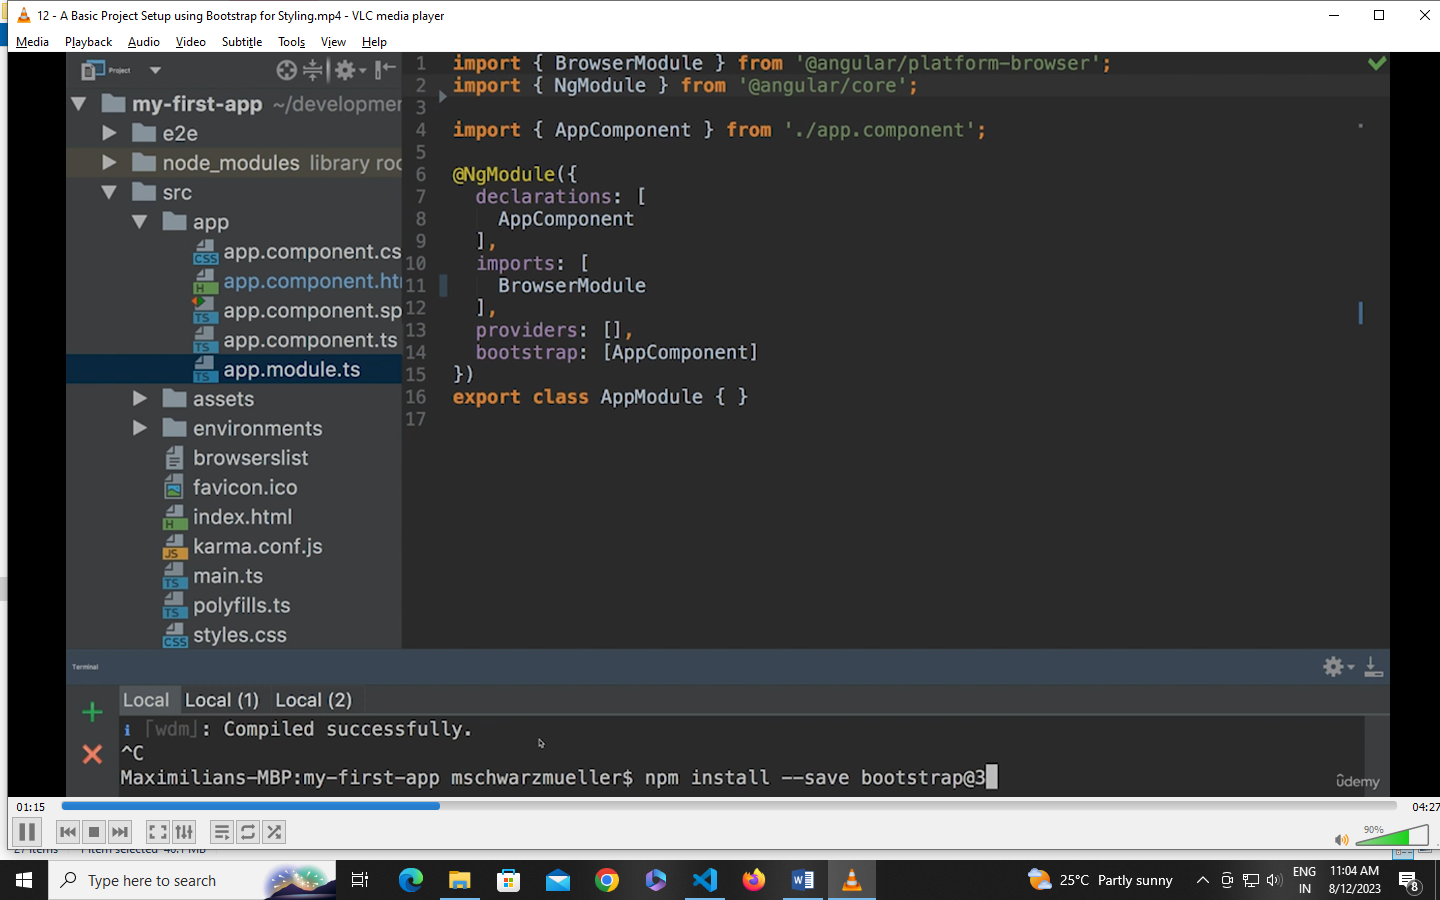 12 - A Basic Project Setup using Bootstrap for Styling.mp4 - VLC media player
Media Playback Audio Video Subtitle Tools View Help
Project
my-first-app ~/developmen
e2e
node_modules library roo
src
app
app.component.cs
app.component.ht
app.component.sp
app.component.ts
app.module.ts
assets
environments
browserslist
favicon.ico
index.html
karma.conf.js
main.ts
polyfills.ts
styles.css
1 import { BrowserModule } from '@angular/platform-browser';
2 import { NgModule } from '@angular/core';
3
4 import { AppComponent } from './app.component';
5
6 @NgModule({
7 declarations: [
8 AppComponent
9 ],
10 imports: [
11 BrowserModule
12 ],
13 providers: [],
14 bootstrap: [AppComponent]
15 })
16 export class AppModule { }
17
Terminal
Local Local (1) Local (2)
i ⌈wdm⌋: Compiled successfully.
^C
Maximilians-MBP:my-first-app mschwarzmueller$ npm install --save bootstrap@3
ûdemy
01:15 04:27
90%
Type here to search
25°C Partly sunny
ENG
IN
11:04 AM
8/12/2023
8